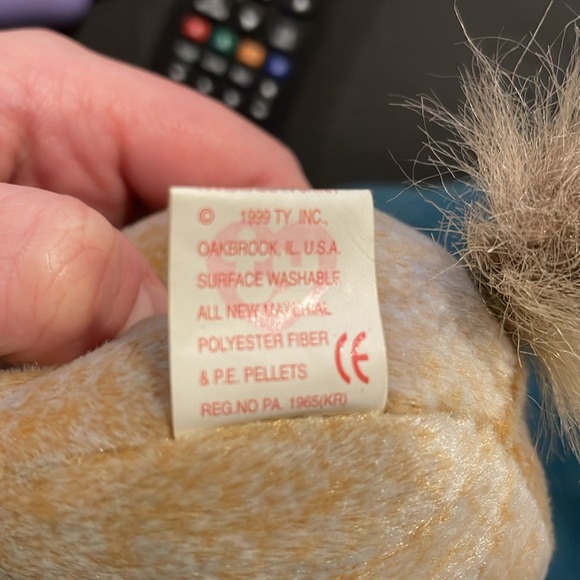 © 1999 TY INC.,
OAKBROOK, IL. U.S.A.
SURFACE WASHABLE
ALL NEW MATERIAL
POLYESTER FIBER
& P.E. PELLETS
REG.NO PA. 1965(KR)
CE